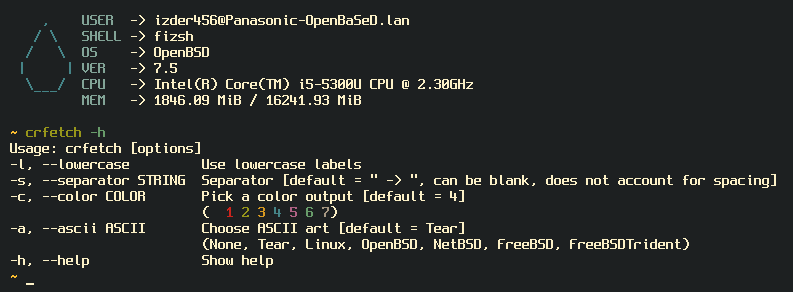 USER -> izder456@Panasonic-OpenBaSeD.lan
SHELL -> fizsh
OS -> OpenBSD
VER -> 7.5
CPU -> Intel(R) Core(TM) i5-5300U CPU @ 2.30GHz
MEM -> 1846.09 MiB / 16241.93 MiB
~ crfetch -h
Usage: crfetch [options]
-l, --lowercase Use lowercase labels
-s, --separator STRING Separator [default = " -> ", can be blank, does not account for spacing]
-c, --color COLOR Pick a color output [default = 4]
( 1 2 3 4 5 6 7)
-a, --ascii ASCII Choose ASCII art [default = Tear]
(None, Tear, Linux, OpenBSD, NetBSD, FreeBSD, FreeBSDTrident)
-h, --help Show help
~ _